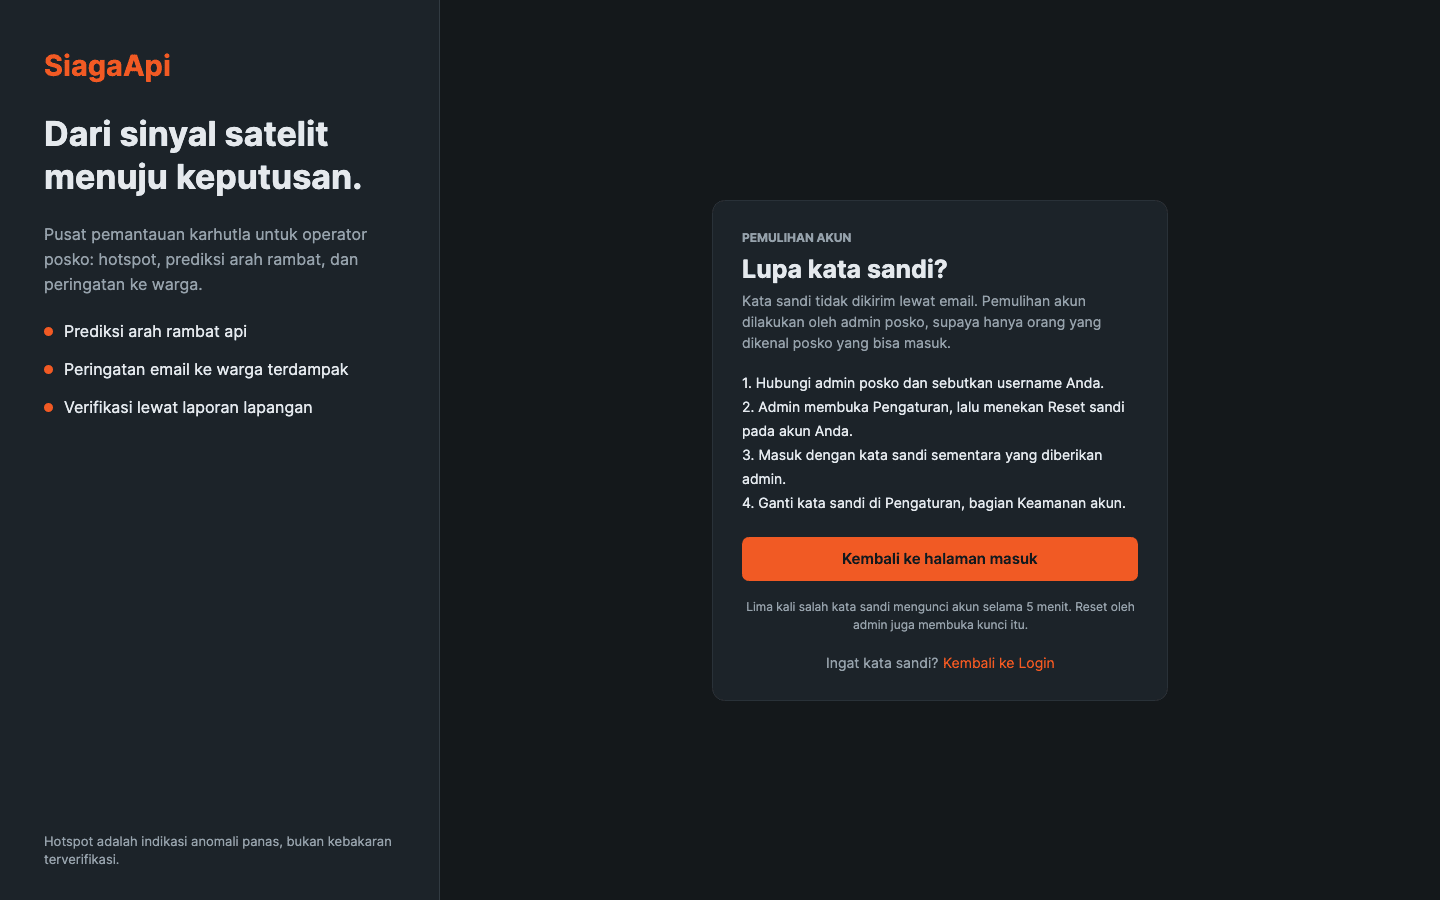 SiagaApi
Dari sinyal satelit
menuju keputusan.
Pusat pemantauan karhutla untuk operator
posko: hotspot, prediksi arah rambat, dan
peringatan ke warga.
Prediksi arah rambat api
Peringatan email ke warga terdampak
Verifikasi lewat laporan lapangan
Hotspot adalah indikasi anomali panas, bukan kebakaran
terverifikasi.
PEMULIHAN AKUN
Lupa kata sandi?
Kata sandi tidak dikirim lewat email. Pemulihan akun
dilakukan oleh admin posko, supaya hanya orang yang
dikenal posko yang bisa masuk.
1. Hubungi admin posko dan sebutkan username Anda.
2. Admin membuka Pengaturan, lalu menekan Reset sandi
pada akun Anda.
3. Masuk dengan kata sandi sementara yang diberikan
admin.
4. Ganti kata sandi di Pengaturan, bagian Keamanan akun.
Kembali ke halaman masuk
Lima kali salah kata sandi mengunci akun selama 5 menit. Reset oleh
admin juga membuka kunci itu.
Ingat kata sandi? Kembali ke Login